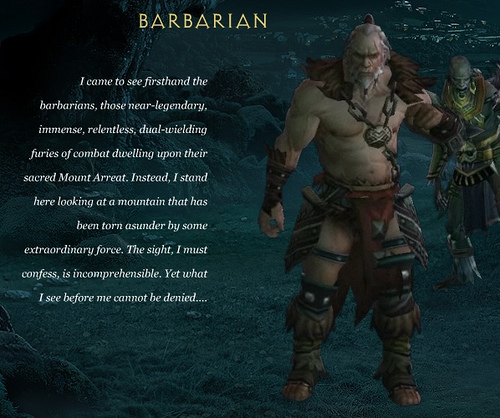 BARBARIAN
I came to see firsthand the
barbarians, those near-legendary,
immense, relentless, dual-wielding
furies of combat dwelling upon their
sacred Mount Arreat. Instead, I stand
here looking at a mountain that has
been torn asunder by some
extraordinary force. The sight, I must
confess, is incomprehensible. Yet what
I see before me cannot be denied....